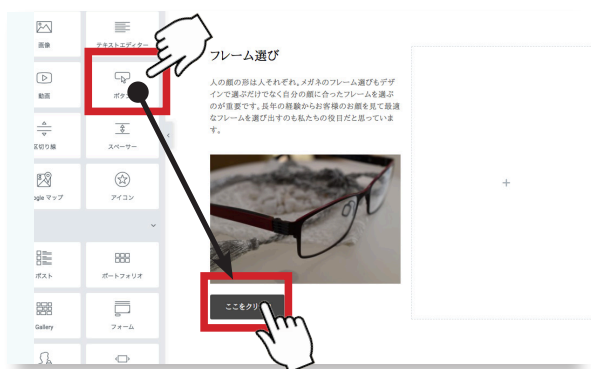 画像
テキストエディター
動画
区切り線
スペーサー
マップ
アイコン
ポスト
ポートフォリオ
Gallery
フォーム
フレーム選び
人の顔の形は人それぞれ。メガネのフレーム選びもデザ
インで選ぶだけでなく自分の顔に合ったフレームを選ぶ
のが重要です。長年の経験からお客様のお顔を見て最適
なフレームを選び出すのも私たちの役目だと思っていま
す。
ここをクリ